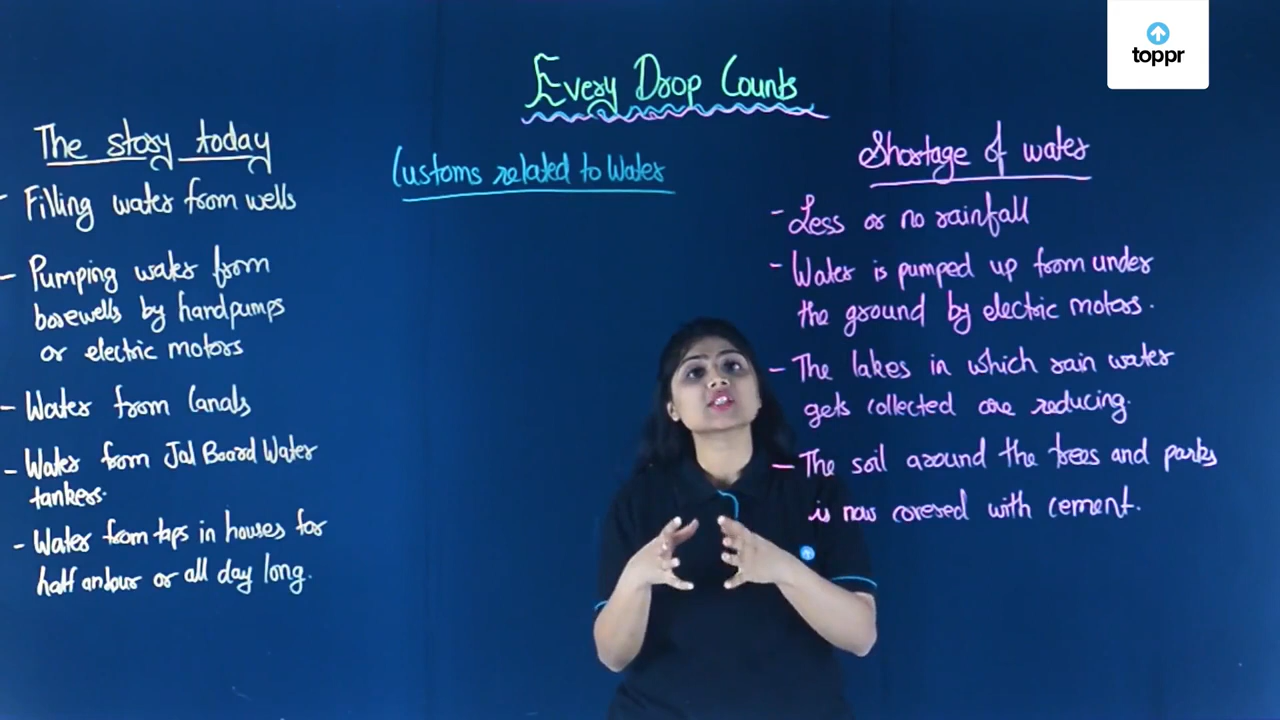 toppr
Every Drop Counts
The story today
- Filling water from wells
- Pumping water from
borewells by handpumps
or electric motors
- Water from Canals
- Water from Jal Board Water
tankers.
- Water from taps in houses for
half an hour or all day long.
Customs related to Water
Shortage of water
- Less or no rainfall
- Water is pumped up from under
the ground by electric motors.
- The lakes in which rain water
gets collected are reducing.
- The soil around the trees and parks
is now covered with cement.